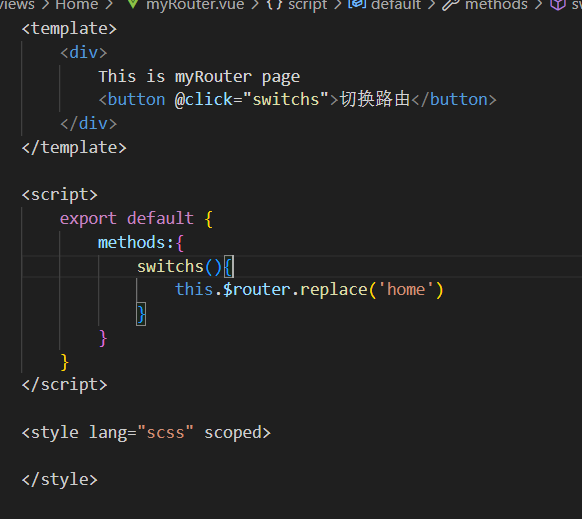 views > Home > myRouter.vue > {} script > default > methods > sw
<template>
    <div>
        This is myRouter page
        <button @click="switchs">切换路由</button>
    </div>
</template>
<script>
    export default {
        methods:{
            switchs(){
                this.$router.replace('home')
            }
        }
    }
</script>
<style lang="scss" scoped>
</style>